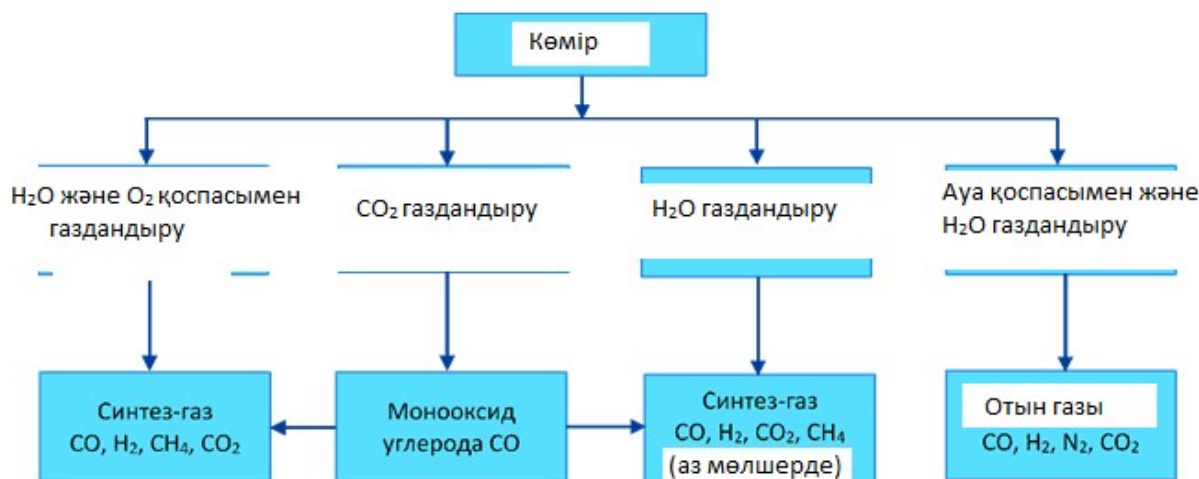 Көмір
H₂O және O₂ қоспасымен
газдандыру
CO₂ газдандыру
H₂O газдандыру
Ауа қоспасымен және
H₂O газдандыру
Синтез-газ
CO, H₂, CH₄, CO₂
Монооксид
углерода CO
Синтез-газ
CO, H₂, CO₂, CH₄
(аз мөлшерде)
Отын газы
CO, H₂, N₂, CO₂